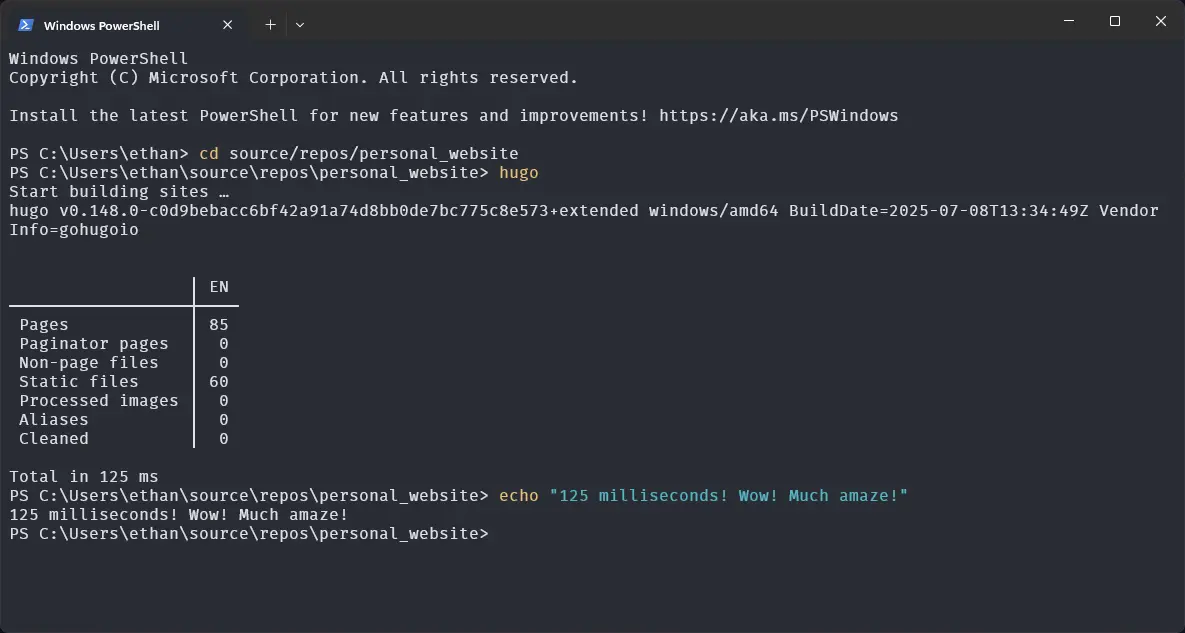 Windows PowerShell
Windows PowerShell
Copyright (C) Microsoft Corporation. All rights reserved.
Install the latest PowerShell for new features and improvements! https://aka.ms/PSWindows
PS C:\Users\ethan> cd source/repos/personal_website
PS C:\Users\ethan\source\repos\personal_website> hugo
Start building sites …
hugo v0.148.0-c0d9bebacc6bf42a91a74d8bb0de7bc775c8e573+extended windows/amd64 BuildDate=2025-07-08T13:34:49Z Vendor
Info=gohugoio
EN
Pages 85
Paginator pages 0
Non-page files 0
Static files 60
Processed images 0
Aliases 0
Cleaned 0
Total in 125 ms
PS C:\Users\ethan\source\repos\personal_website> echo "125 milliseconds! Wow! Much amaze!"
125 milliseconds! Wow! Much amaze!
PS C:\Users\ethan\source\repos\personal_website>